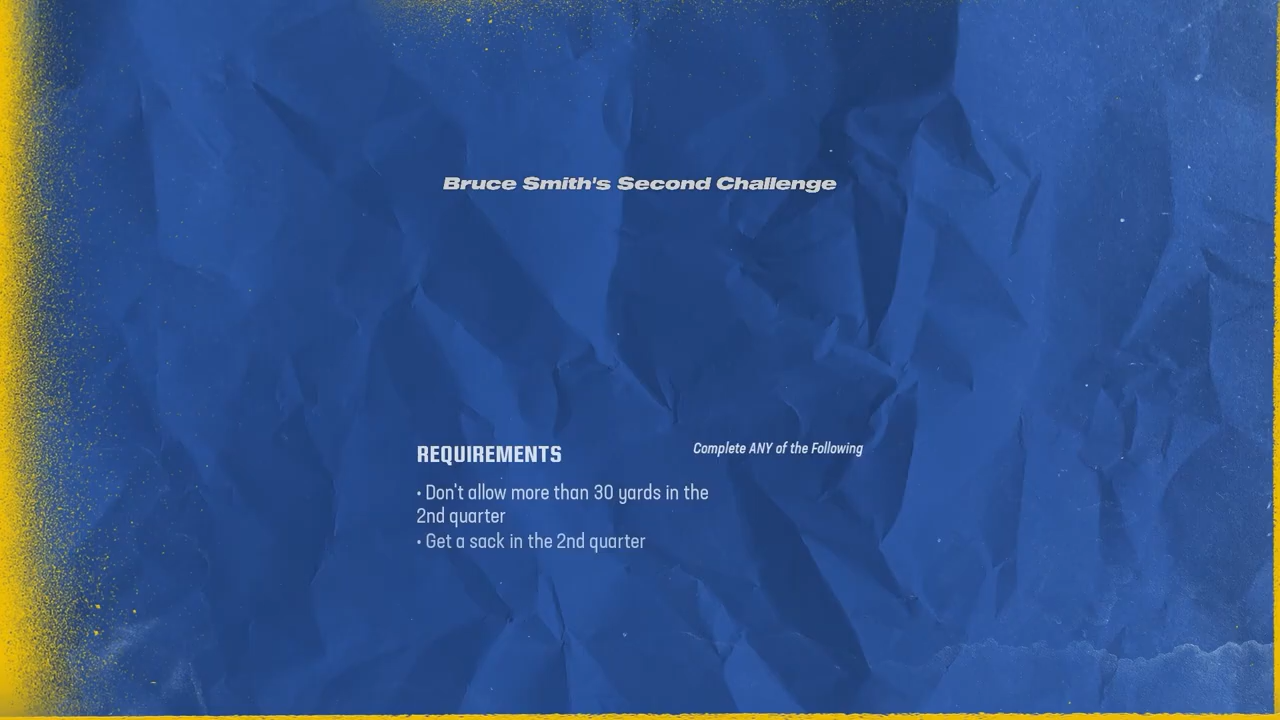 Bruce Smith's Second Challenge
REQUIREMENTS
Complete ANY of the Following
• Don't allow more than 30 yards in the
2nd quarter
• Get a sack in the 2nd quarter